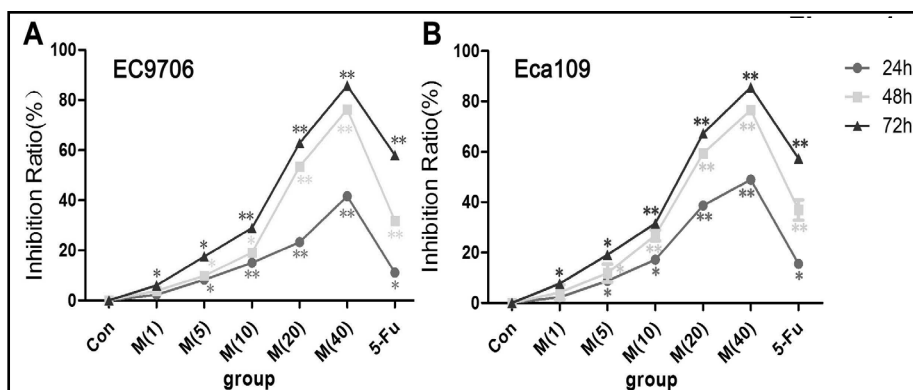 A
EC9706
Inhibition Ratio(%)
100
80
60
40
20
0
**
**
**
**
**
**
**
**
**
**
**
*
*
*
*
*
*
Con
M(1)
M(5)
M(10)
M(20)
M(40)
5-Fu
group
B
Eca109
Inhibition Ratio(%)
100
80
60
40
20
0
**
**
**
**
**
**
**
**
**
**
**
*
*
*
*
*
*
Con
M(1)
M(5)
M(10)
M(20)
M(40)
5-Fu
group
24h
48h
72h